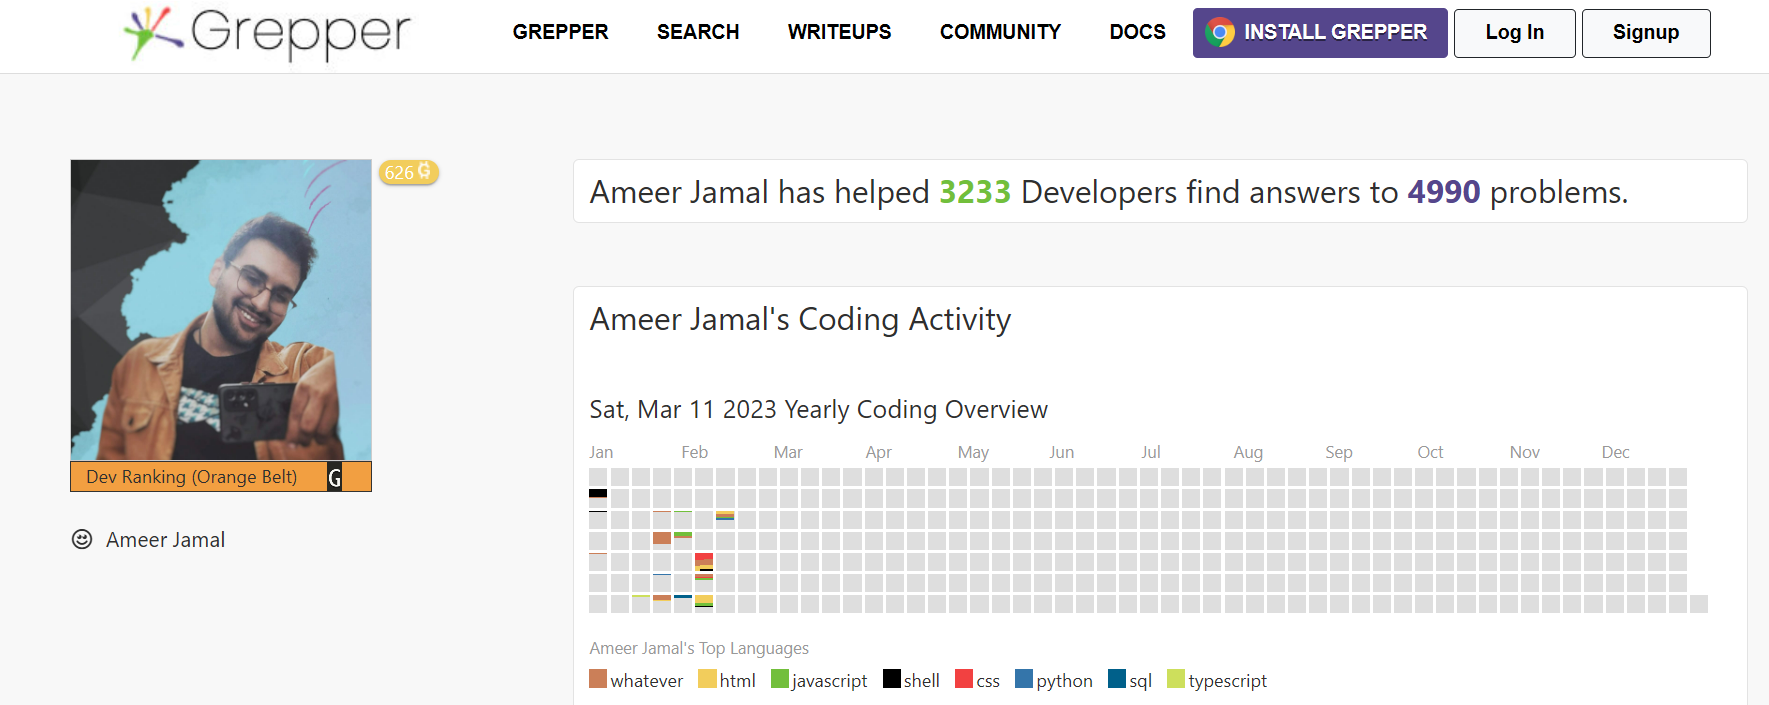 Grepper
GREPPER SEARCH WRITEUPS COMMUNITY DOCS INSTALL GREPPER Log In Signup
626
Ameer Jamal has helped 3233 Developers find answers to 4990 problems.
Dev Ranking (Orange Belt) G
Ameer Jamal
Ameer Jamal's Coding Activity
Sat, Mar 11 2023 Yearly Coding Overview
Jan Feb Mar Apr May Jun Jul Aug Sep Oct Nov Dec
Ameer Jamal's Top Languages
whatever html javascript shell css python sql typescript